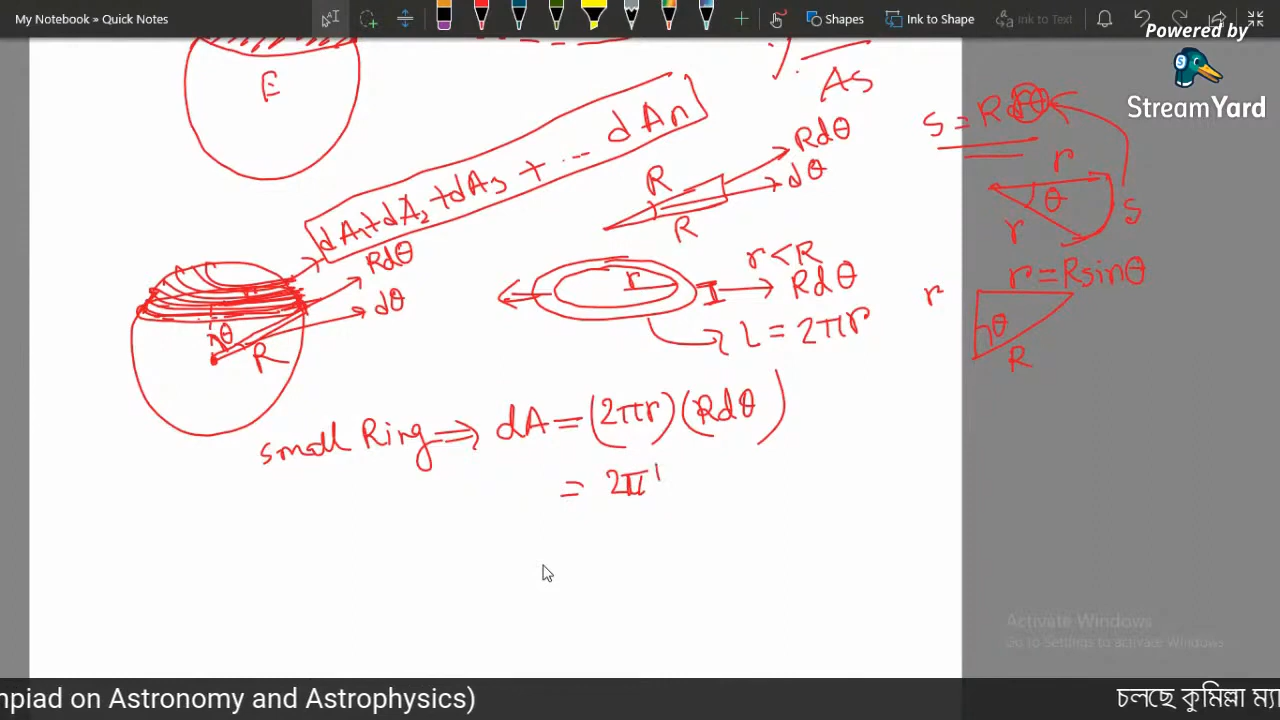 My Notebook » Quick Notes
Shapes
Ink to Shape
Ink to Text
Powered by
StreamYard
E
As
dA₁+dA₂+dA₃+ ... dAn
Rdθ
dθ
R
R
S = Rdθ
r
θ
r
S
Rdθ
dθ
θ
R
r
r<R
Rdθ
L = 2πr
r = Rsinθ
r
θ
R
small Ring ⇒ dA = (2πr)(Rdθ)
= 2π
Activate Windows
Go to Settings to activate Windows.
mpiad on Astronomy and Astrophysics)
চলছে কুমিল্লা ম্যা